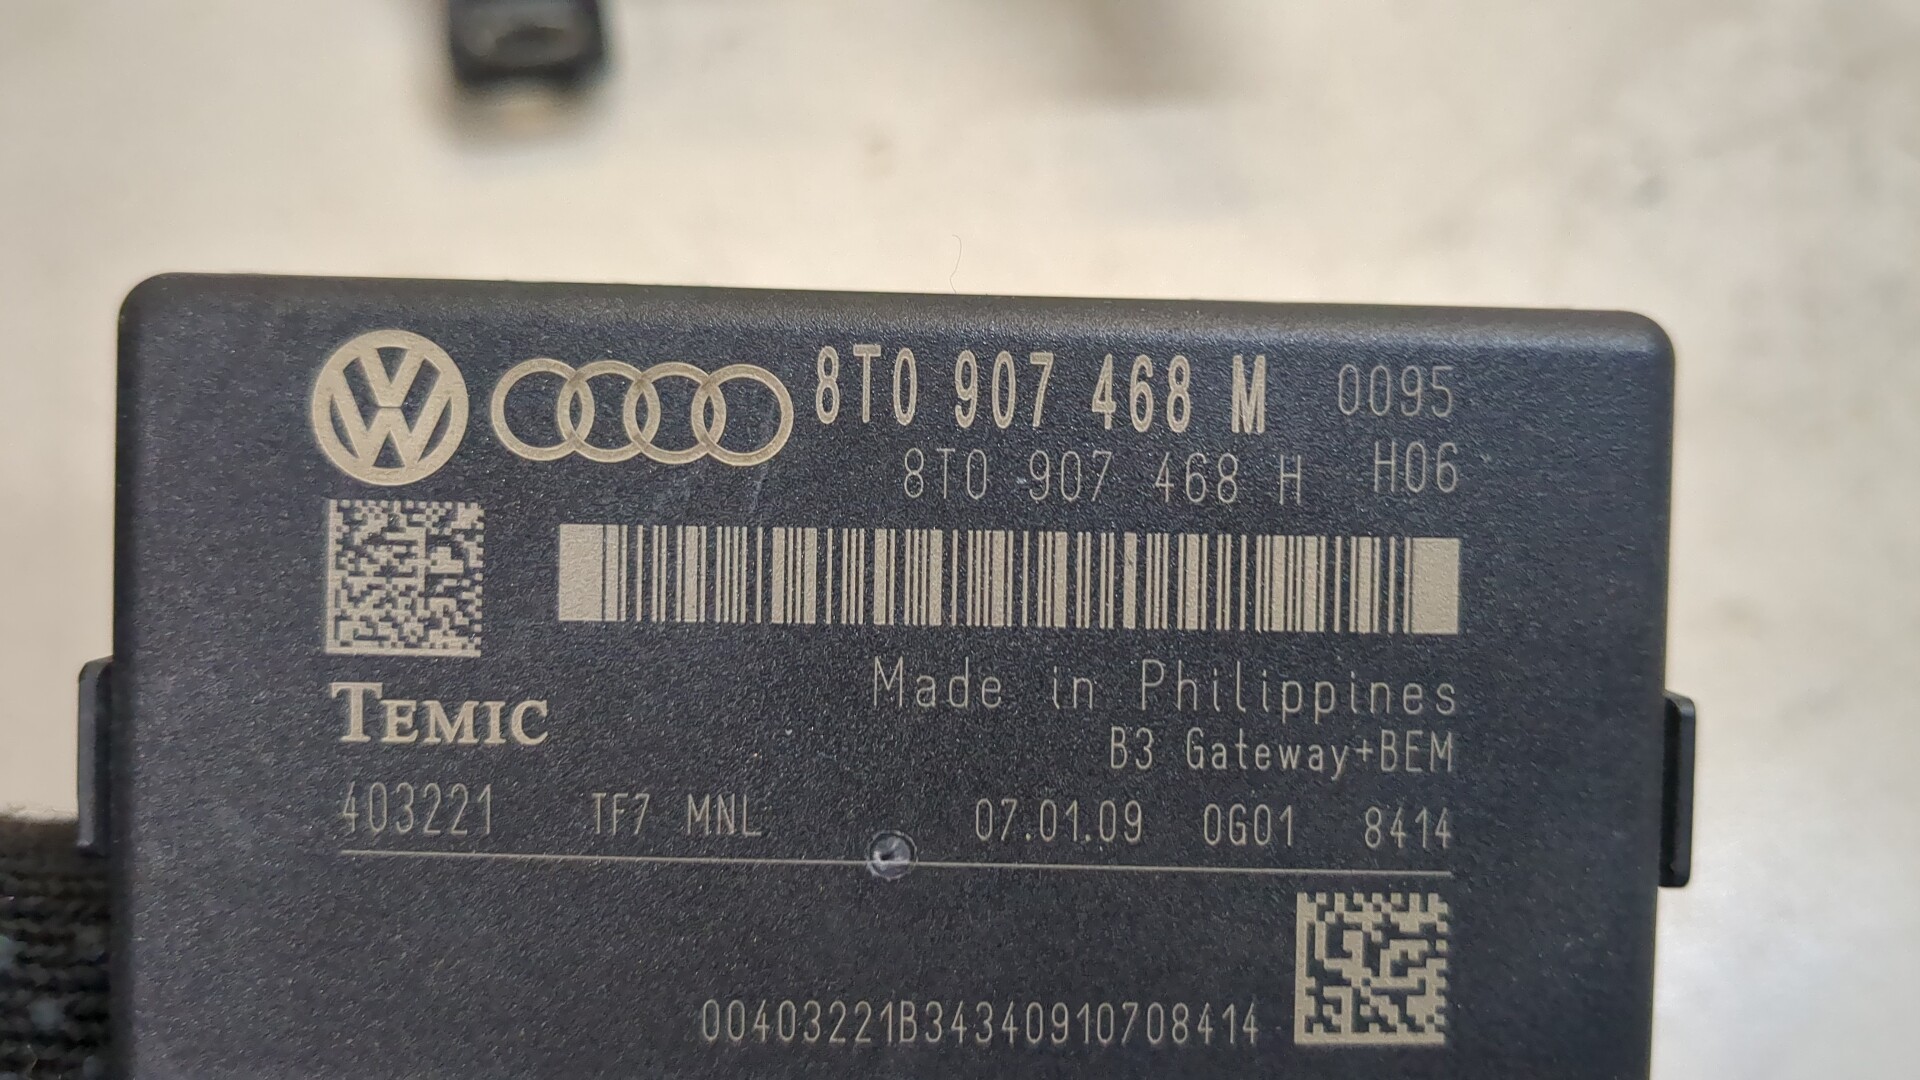 8T0 907 468 M 0095
8T0 907 468 H H06
TEMIC
Made in Philippines
B3 Gateway+BEM
403221 TF7 MNL 07.01.09 0G01 8414
00403221B34340910708414